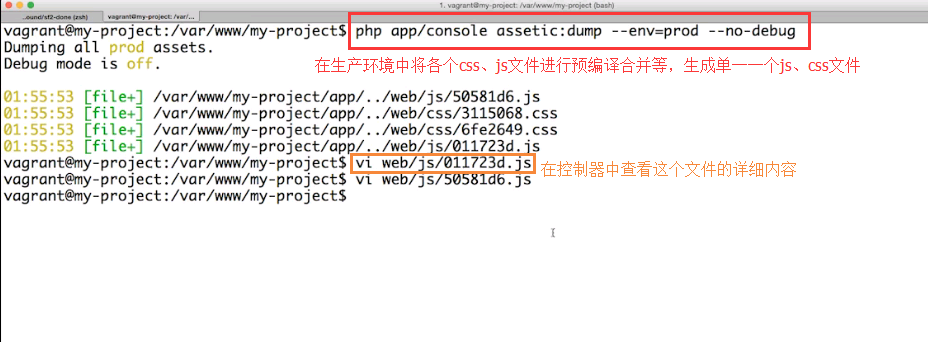 1. vagrant@my-project: /var/www/my-project (bash)
..ound/sf2-done (zsh)
vagrant@my-project: /var/...
vagrant@my-project:/var/www/my-project$ php app/console assetic:dump --env=prod --no-debug
Dumping all prod assets.
Debug mode is off.
在生产环境中将各个css、js文件进行预编译合并等，生成单一一个js、css文件
01:55:53 [file+] /var/www/my-project/app/../web/js/50581d6.js
01:55:53 [file+] /var/www/my-project/app/../web/css/3115068.css
01:55:53 [file+] /var/www/my-project/app/../web/css/6fe2649.css
01:55:53 [file+] /var/www/my-project/app/../web/js/011723d.js
vagrant@my-project:/var/www/my-project$ vi web/js/011723d.js 在控制器中查看这个文件的详细内容
vagrant@my-project:/var/www/my-project$ vi web/js/50581d6.js
vagrant@my-project:/var/www/my-project$